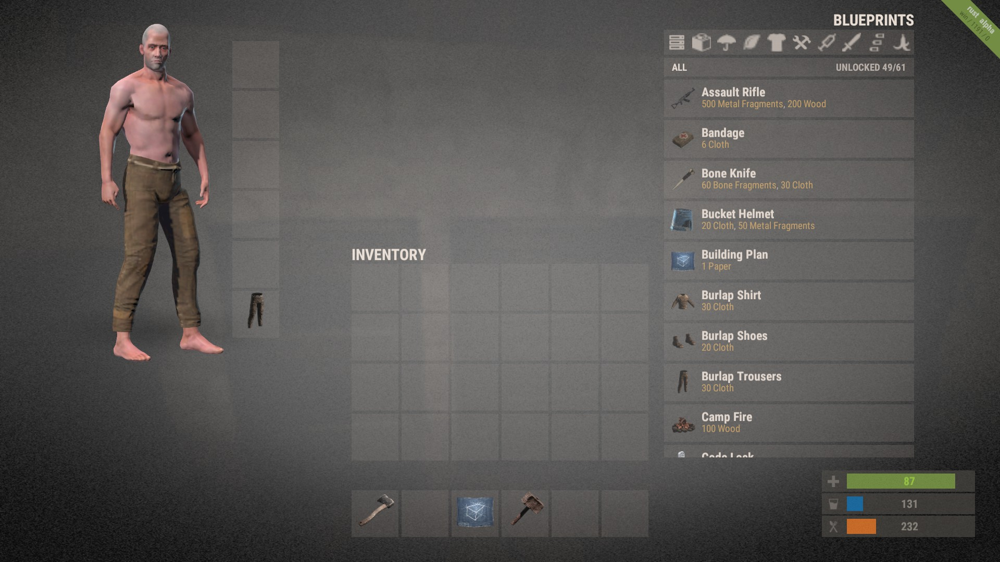 rust alpha
win / 1191 / 0
BLUEPRINTS
ALL UNLOCKED 49/61
Assault Rifle
500 Metal Fragments, 200 Wood
Bandage
6 Cloth
Bone Knife
60 Bone Fragments, 30 Cloth
Bucket Helmet
20 Cloth, 50 Metal Fragments
Building Plan
1 Paper
Burlap Shirt
30 Cloth
Burlap Shoes
20 Cloth
Burlap Trousers
30 Cloth
Camp Fire
100 Wood
Code Lock
INVENTORY
87
131
232